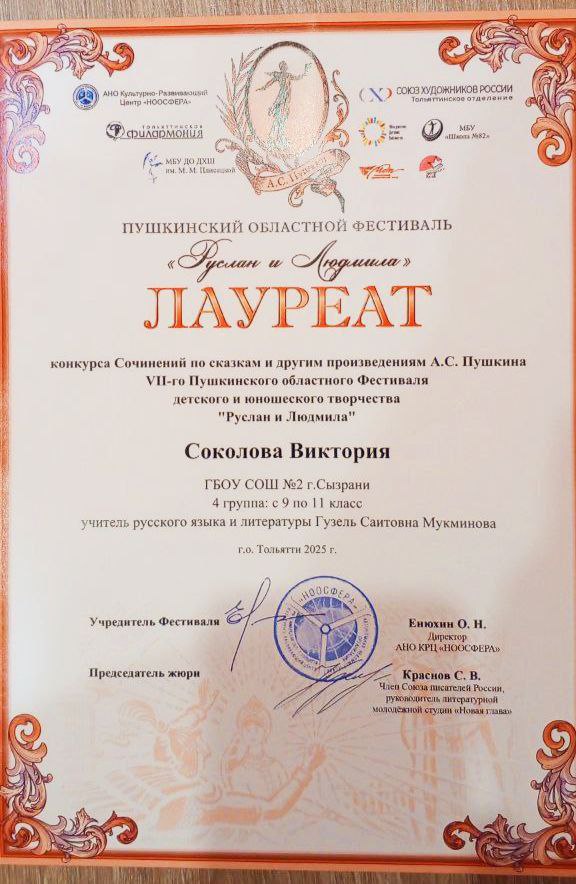 АНО Культурно-Развивающий
Центр «НООСФЕРА»
ТОЛЬЯТТИНСКАЯ
ФИЛАРМОНИЯ
МБУ ДО ДХШ
им. М. М. Плисецкой
А.С. Пушкин
СОЮЗ ХУДОЖНИКОВ РОССИИ
Тольяттинское отделение
МБУ
«Школа №82»
ПУШКИНСКИЙ ОБЛАСТНОЙ ФЕСТИВАЛЬ
«Руслан и Людмила»
ЛАУРЕАТ
конкурса Сочинений по сказкам и другим произведениям А.С. Пушкина
VII-го Пушкинского областного Фестиваля
детского и юношеского творчества
"Руслан и Людмила"
Соколова Виктория
ГБОУ СОШ №2 г.Сызрани
4 группа: с 9 по 11 класс
учитель русского языка и литературы Гузель Саитовна Мукминова
г.о. Тольятти 2025 г.
Учредитель Фестиваля
«НООСФЕРА»
Енюхин О. Н.
Директор
АНО КРЦ «НООСФЕРА»
Председатель жюри
Краснов С. В.
Член Союза писателей России,
руководитель литературной
молодёжной студии «Новая глава»